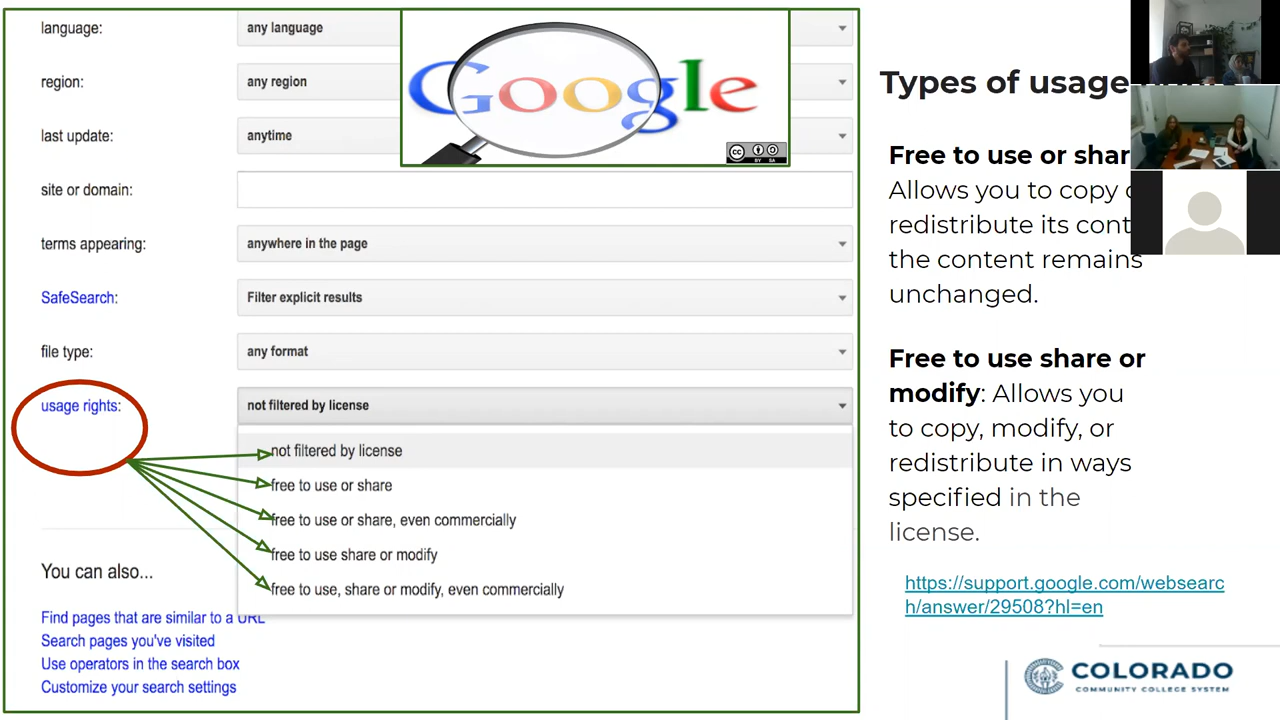 language:
any language
region:
any region
last update:
anytime
site or domain:
terms appearing:
anywhere in the page
SafeSearch:
Filter explicit results
file type:
any format
usage rights:
not filtered by license
not filtered by license
free to use or share
free to use or share, even commercially
free to use share or modify
free to use, share or modify, even commercially
You can also...
Find pages that are similar to a URL
Search pages you've visited
Use operators in the search box
Customize your search settings
Google
CC BY SA
Types of usage
Free to use or shar
Allows you to copy
redistribute its cont
the content remains
unchanged.
Free to use share or
modify: Allows you
to copy, modify, or
redistribute in ways
specified in the
license.
https://support.google.com/websearc
h/answer/29508?hl=en
COLORADO
COMMUNITY COLLEGE SYSTEM